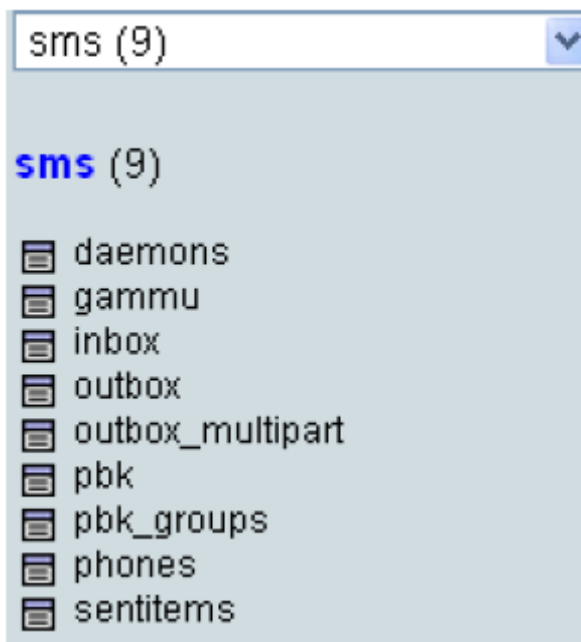 sms (9)
sms (9)
daemons
gammu
inbox
outbox
outbox_multipart
pbk
pbk_groups
phones
sentitems